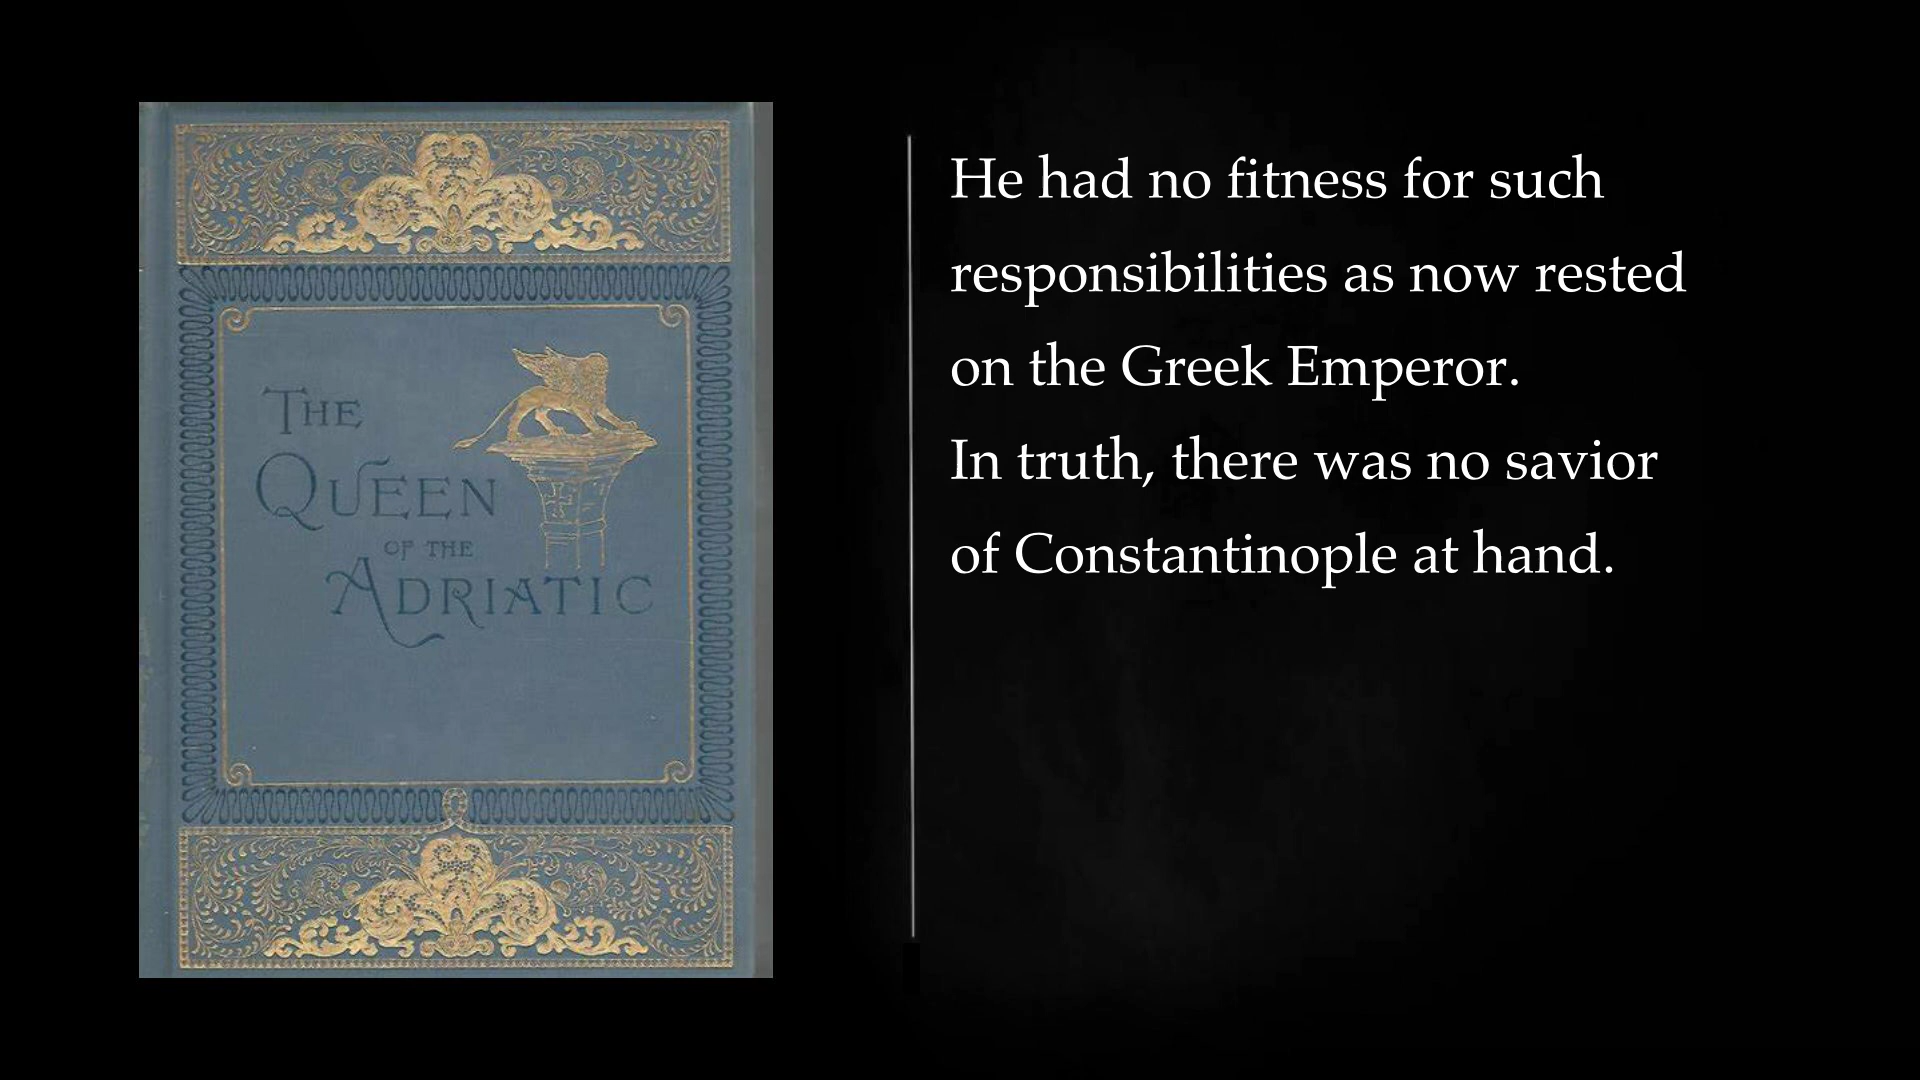 THE
QUEEN
OF THE
ADRIATIC
He had no fitness for such
responsibilities as now rested
on the Greek Emperor.
In truth, there was no savior
of Constantinople at hand.